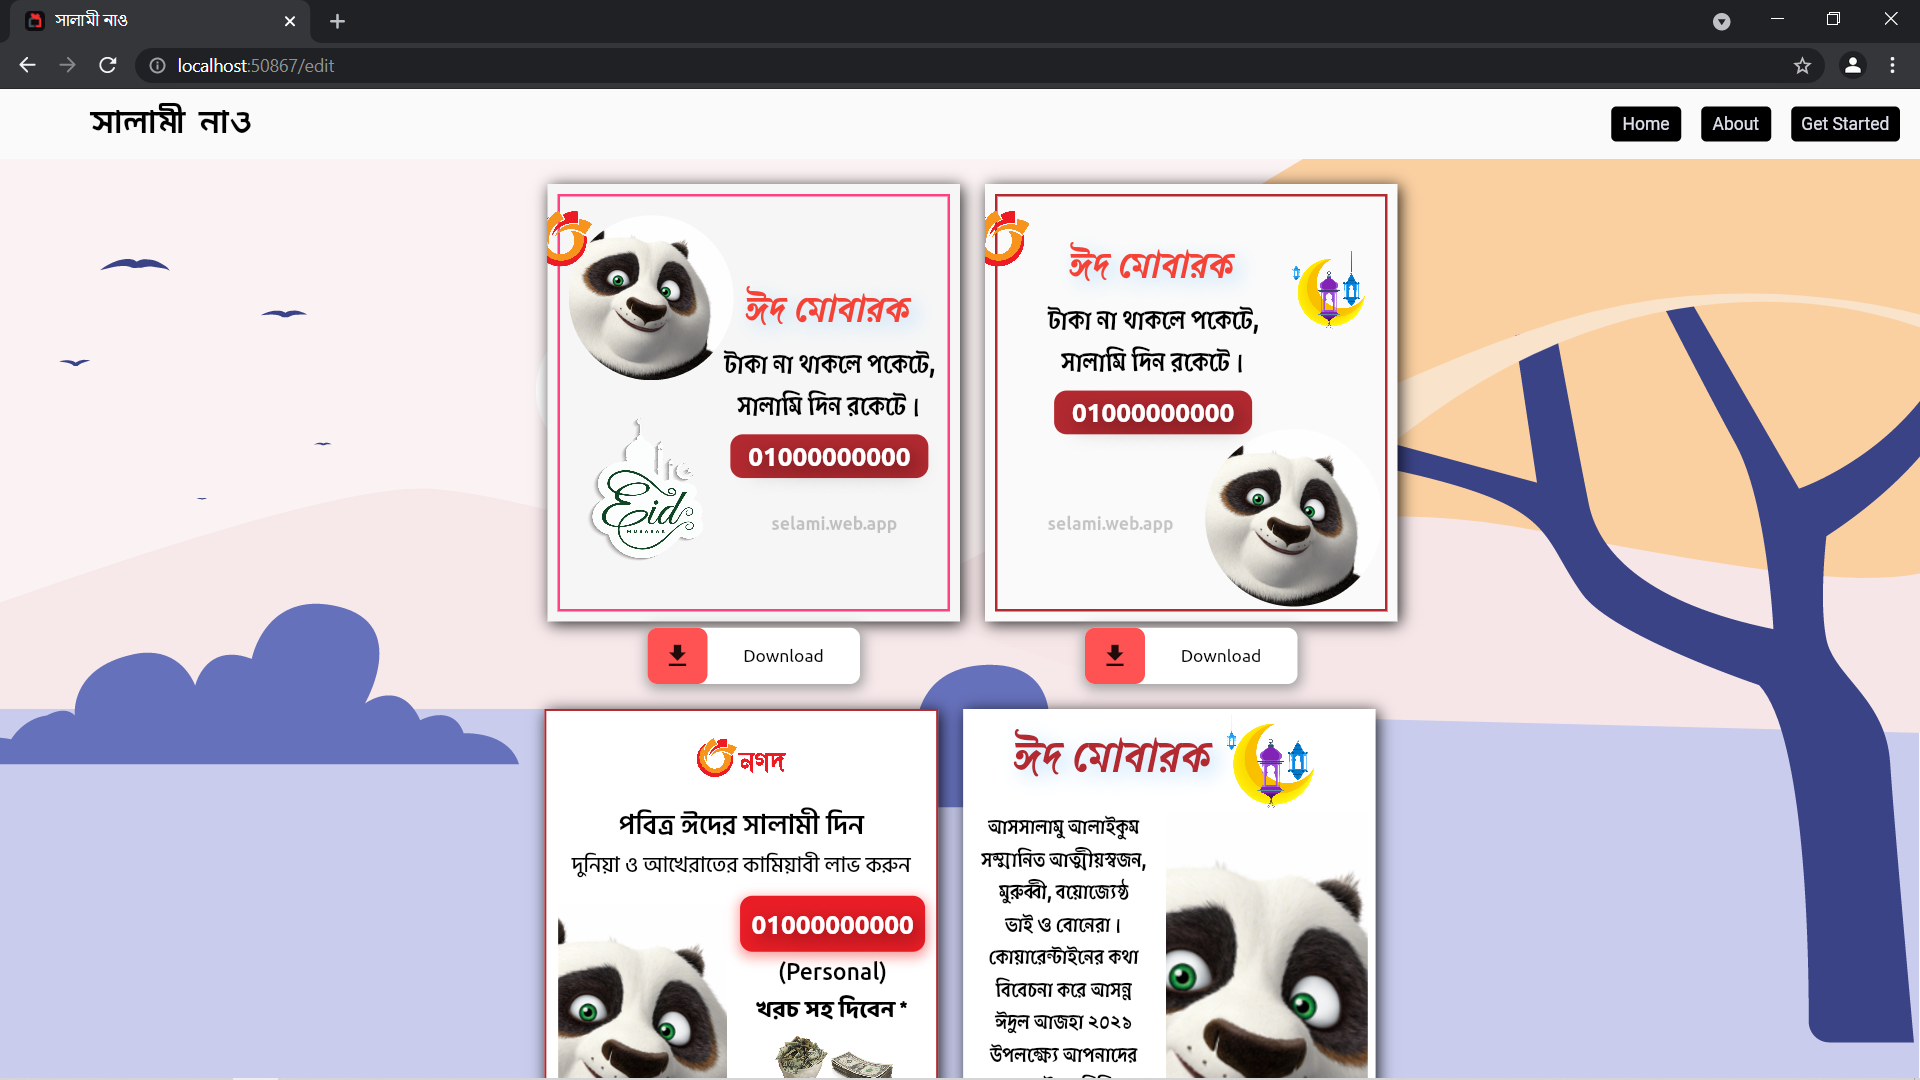 সালামী নাও
localhost:50867/edit
সালামী নাও
Home
About
Get Started
ঈদ মোবারক
টাকা না থাকলে পকেটে,
সালামি দিন রকেটে।
01000000000
Eid
MUBARAK
selami.web.app
Download
ঈদ মোবারক
টাকা না থাকলে পকেটে,
সালামি দিন রকেটে।
01000000000
selami.web.app
Download
নগদ
পবিত্র ঈদের সালামী দিন
দুনিয়া ও আখেরাতের কামিয়াবী লাভ করুন
01000000000
(Personal)
খরচ সহ দিবেন *
ঈদ মোবারক
আসসালামু আলাইকুম
সম্মানিত আত্মীয়স্বজন,
মুরুব্বী, বয়োজ্যেষ্ঠ
ভাই ও বোনেরা।
কোয়ারেন্টাইনের কথা
বিবেচনা করে আসন্ন
ঈদুল আজহা ২০২১
উপলক্ষ্যে আপনাদের